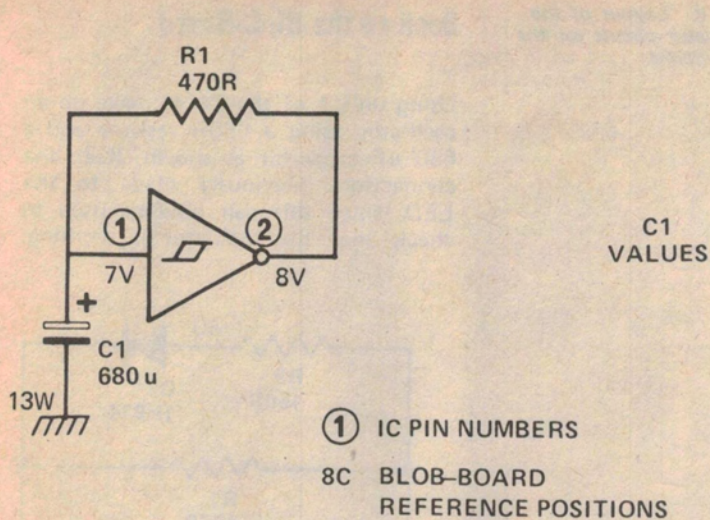 R1
470R
1
2
7V
8V
+
C1
680u
13W
C1
VALUES
1 IC PIN NUMBERS
8C BLOB–BOARD
REFERENCE POSITIONS